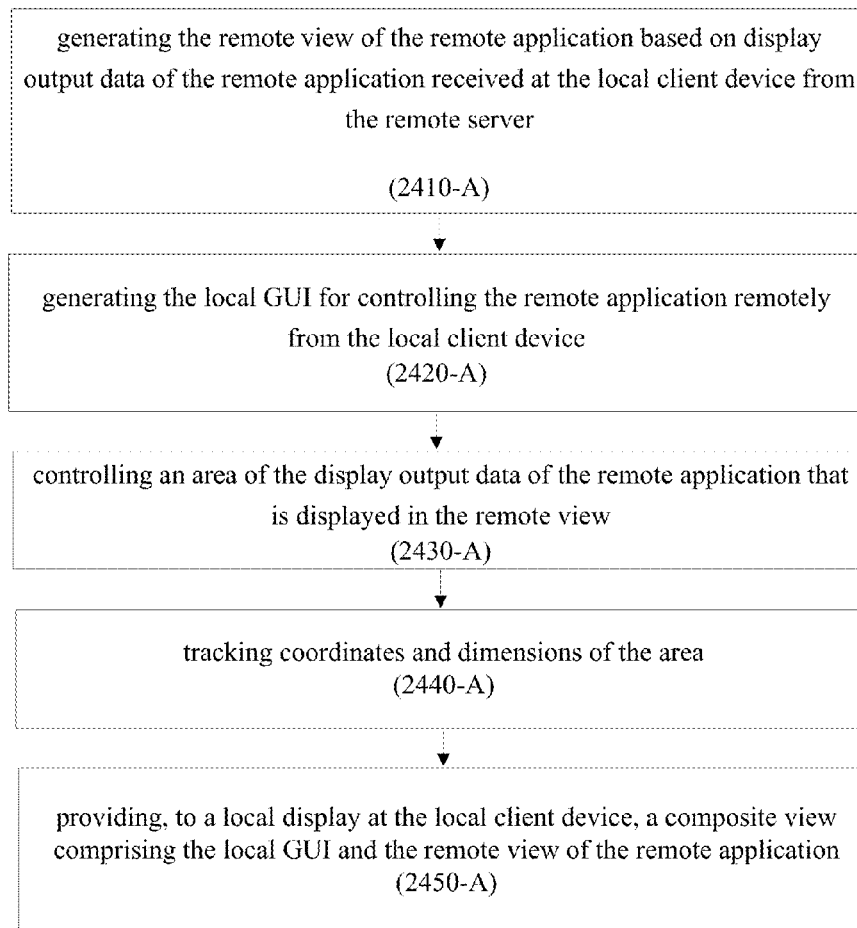 generating the remote view of the remote application based on display
output data of the remote application received at the local client device from
the remote server
(2410-A)
generating the local GUI for controlling the remote application remotely
from the local client device
(2420-A)
controlling an area of the display output data of the remote application that
is displayed in the remote view
(2430-A)
tracking coordinates and dimensions of the area
(2440-A)
providing, to a local display at the local client device, a composite view
comprising the local GUI and the remote view of the remote application
(2450-A)